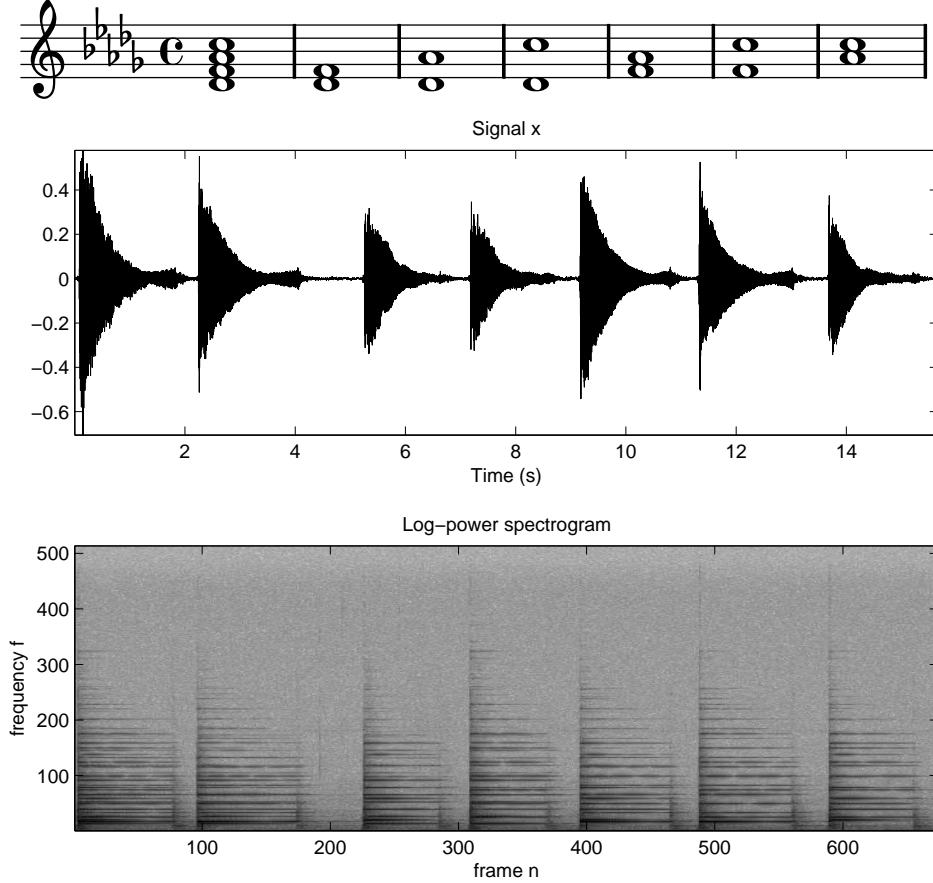 Signal x
0.4
0.2
0
−0.2
−0.4
−0.6
2 4 6 8 10 12 14
Time (s)
Log−power spectrogram
500
400
300
200
100
frequency f
100 200 300 400 500 600
frame n